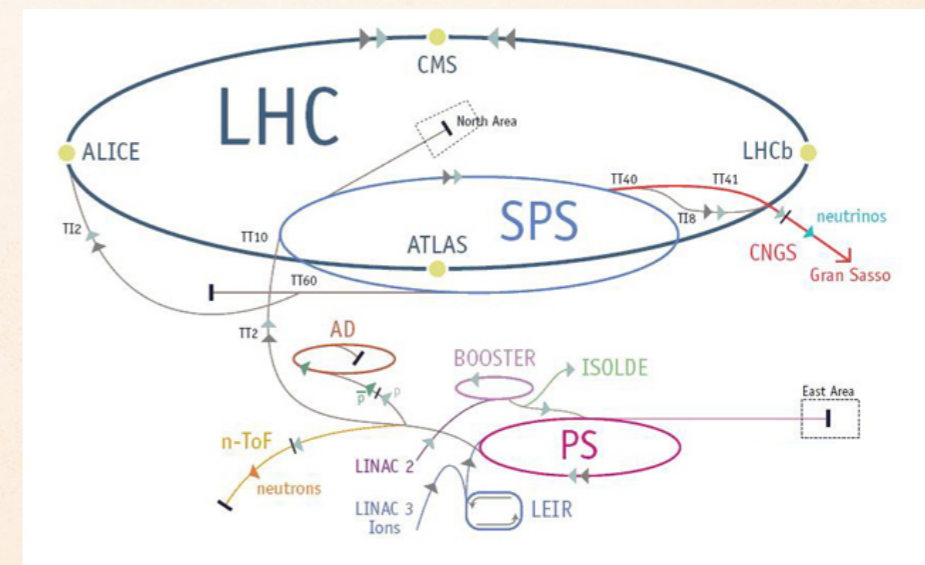 CMS
LHC
North Area
ALICE
LHCb
TT40
TT41
TI8
neutrinos
SPS
TI2
TT10
ATLAS
CNGS
Gran Sasso
TT60
TT2
AD
BOOSTER
ISOLDE
p
p
East Area
n-ToF
PS
LINAC 2
neutrons
LINAC 3
Ions
LEIR